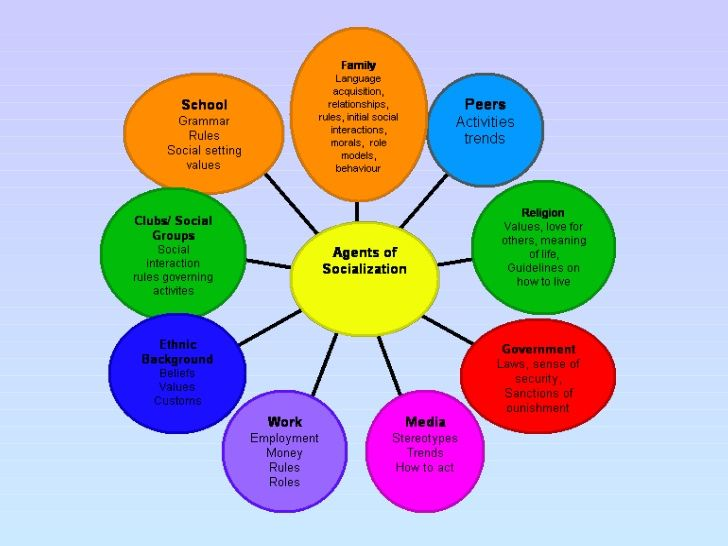 Family
Language
acquisition,
relationships,
rules, initial social
interactions,
morals, role
models,
behaviour
School
Grammar
Rules
Social setting
values
Peers
Activities
trends
Clubs/ Social
Groups
Social
interaction
rules governing
activites
Agents of
Socialization
Religion
Values, love for
others, meaning
of life,
Guidelines on
how to live
Ethnic
Background
Beliefs
Values
Customs
Government
Laws, sense of
security,
Sanctions of
punishment
Work
Employment
Money
Rules
Roles
Media
Stereotypes
Trends
How to act